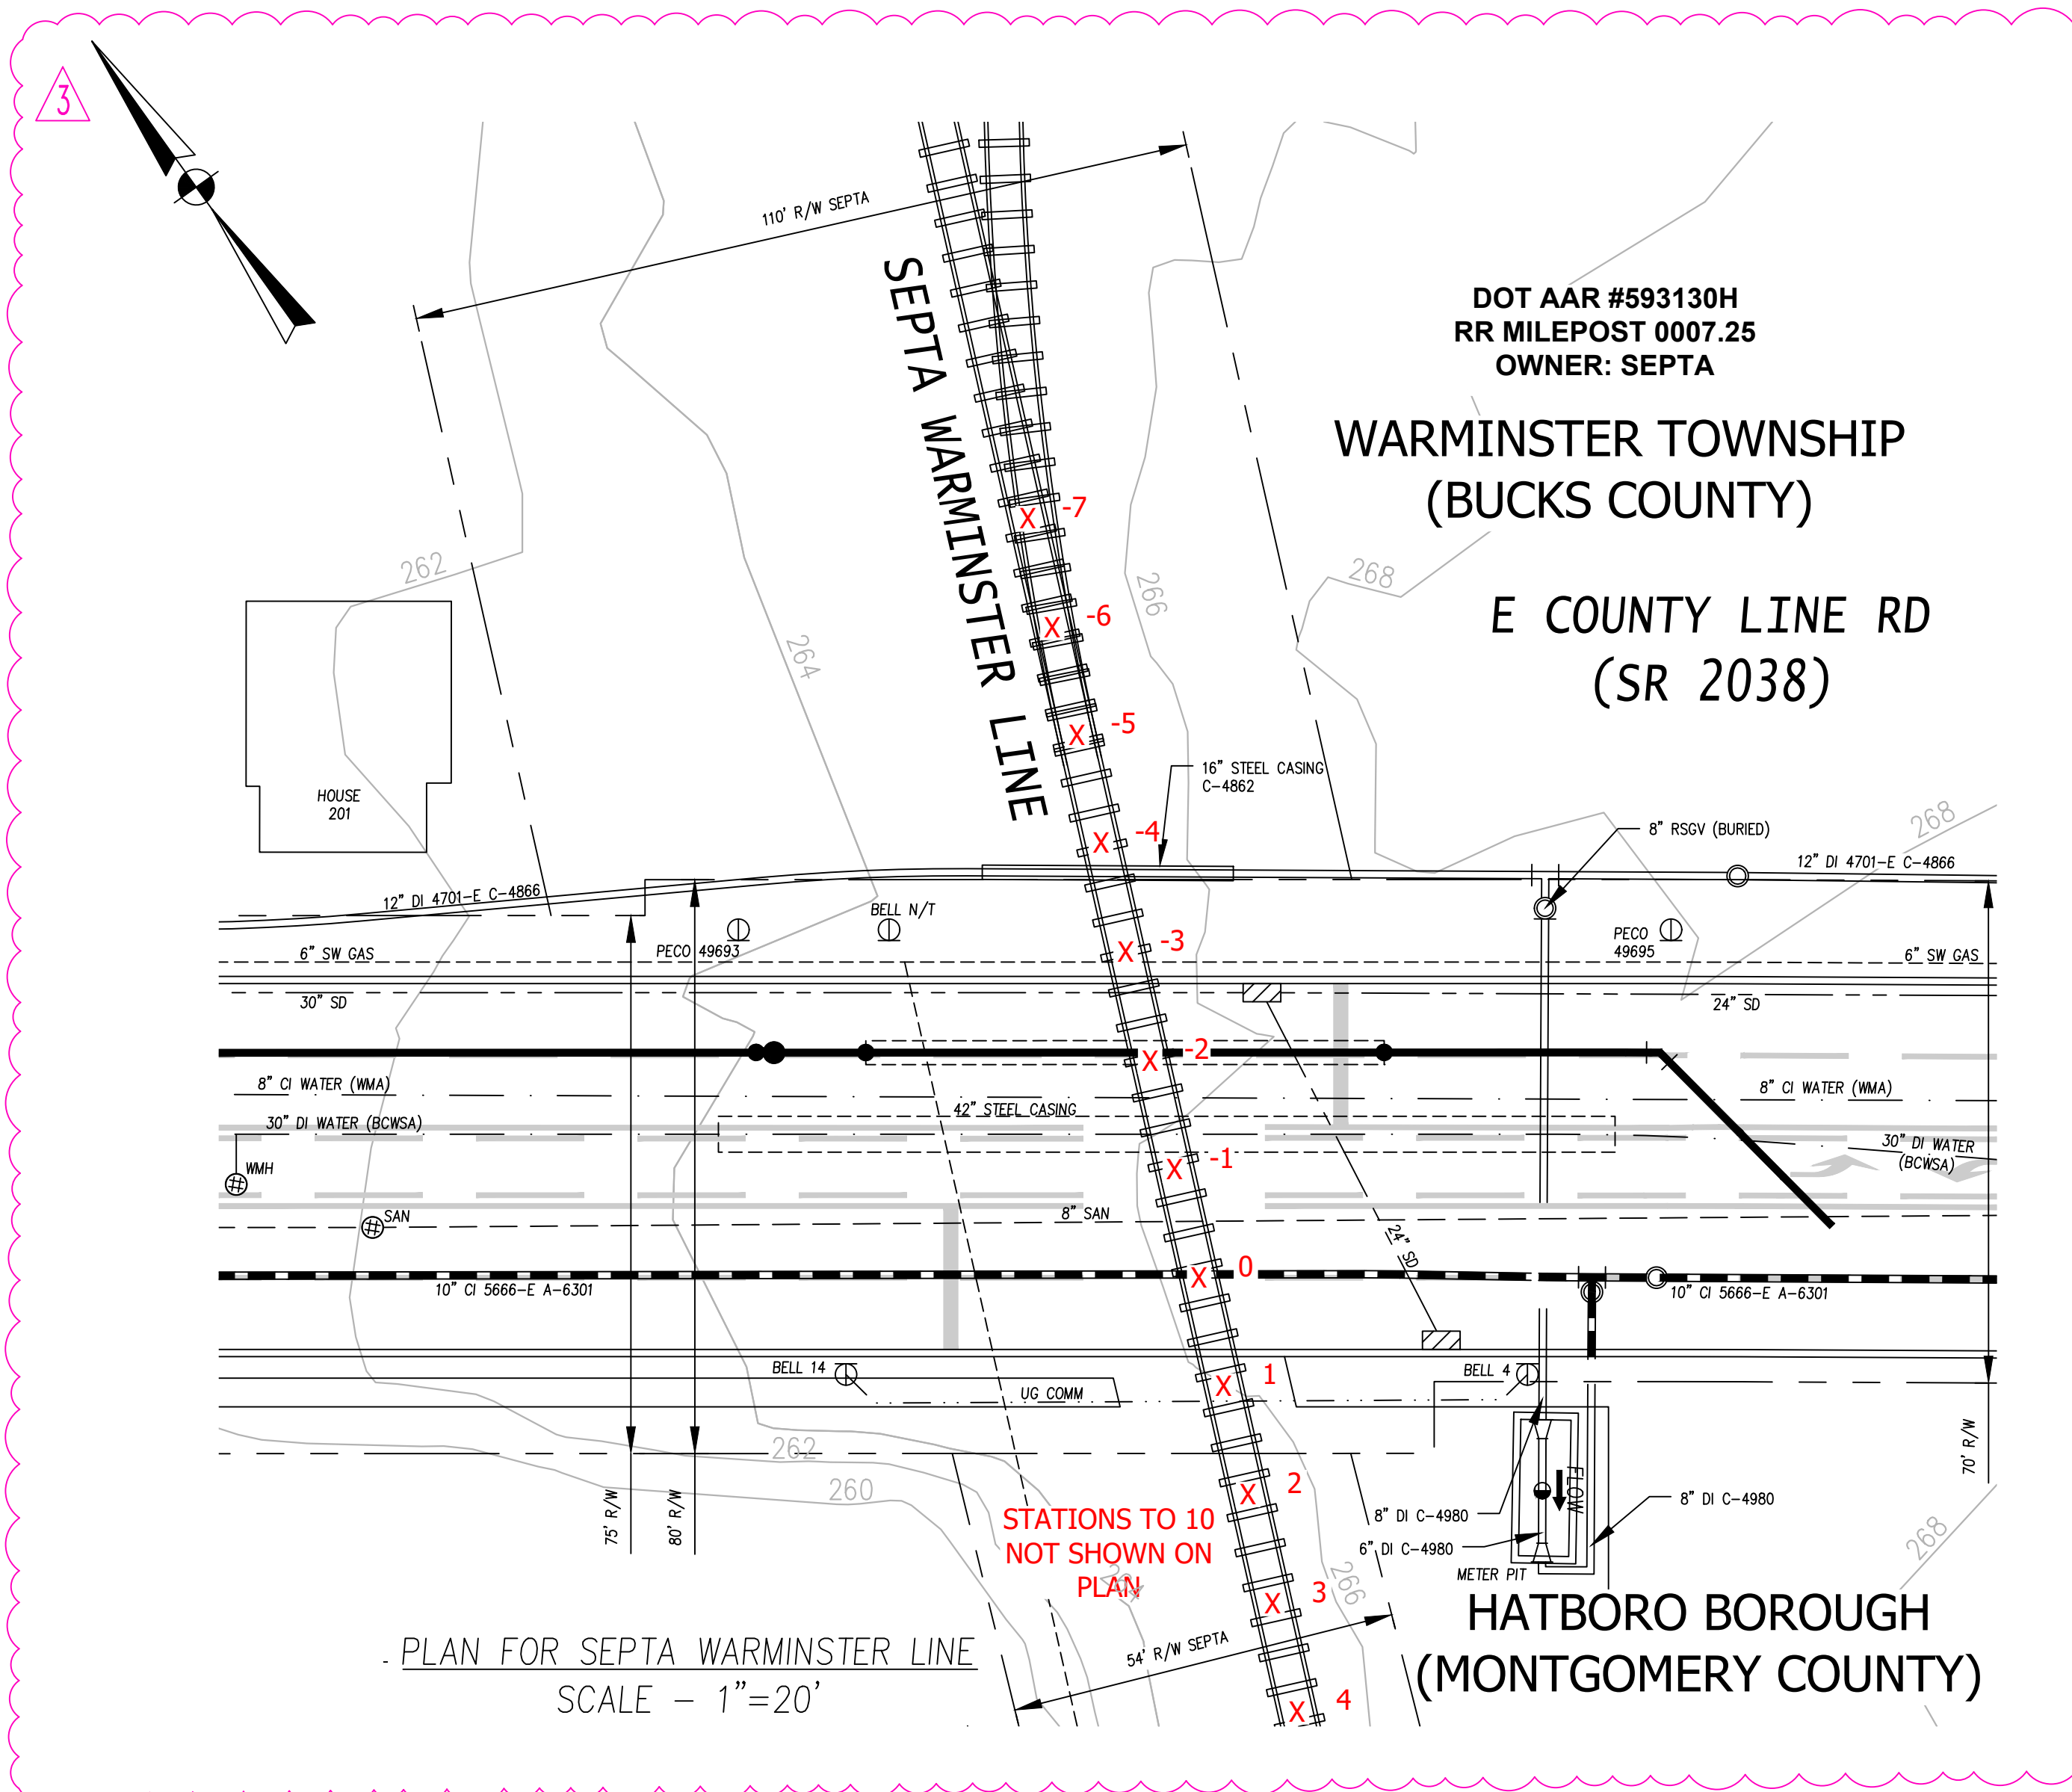 3
110' R/W SEPTA
SEPTA WARMINSTER LINE
DOT AAR #593130H
RR MILEPOST 0007.25
OWNER: SEPTA
WARMINSTER TOWNSHIP
(BUCKS COUNTY)
-7
262
266
268
E COUNTY LINE RD
(SR 2038)
-6
264
-5
16" STEEL CASING
C-4862
HOUSE
201
-4
8" RSGV (BURIED)
268
12" DI 4701-E C-4866
12" DI 4701-E C-4866
BELL N/T
PECO 49693
-3
PECO
49695
6" SW GAS
6" SW GAS
30" SD
24" SD
-2
8" CI WATER (WMA)
8" CI WATER (WMA)
42" STEEL CASING
30" DI WATER (BCWSA)
30" DI WATER
(BCWSA)
WMH
-1
SAN
8" SAN
24" SD
0
10" CI 5666-E A-6301
10" CI 5666-E A-6301
BELL 14
1
BELL 4
UG COMM
262
260
75' R/W
80' R/W
70' R/W
2
FLOW
8" DI C-4980
8" DI C-4980
6" DI C-4980
METER PIT
STATIONS TO 10
NOT SHOWN ON
PLAN
264
3
266
268
54' R/W SEPTA
HATBORO BOROUGH
(MONTGOMERY COUNTY)
4
PLAN FOR SEPTA WARMINSTER LINE
SCALE - 1"=20'
X
X
X
X
X
X
X
X
X
X
X
X